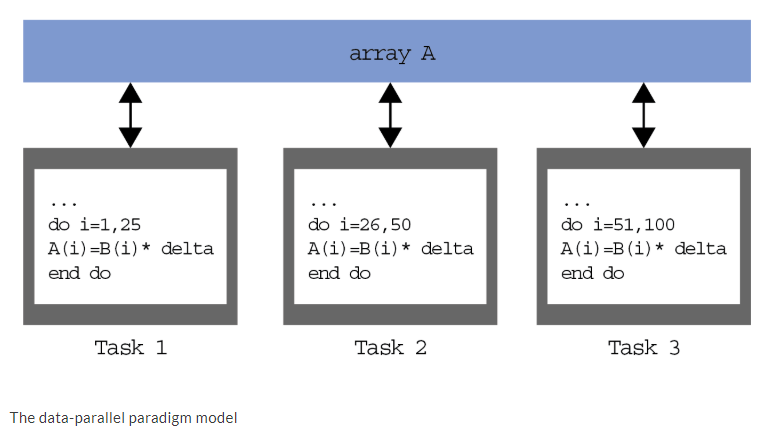 array A
...
do i=1,25
A(i)=B(i)* delta
end do
...
do i=26,50
A(i)=B(i)* delta
end do
...
do i=51,100
A(i)=B(i)* delta
end do
Task 1
Task 2
Task 3
The data-parallel paradigm model